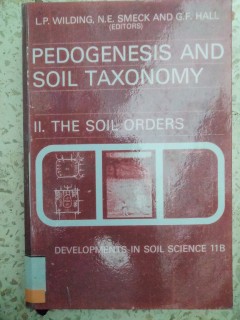 L.P. WILDING, N.E. SMECK AND G.F. HALL
(EDITORS)
PEDOGENESIS AND
SOIL TAXONOMY
II. THE SOIL ORDERS
DEVELOPMENTS IN SOIL SCIENCE 11B